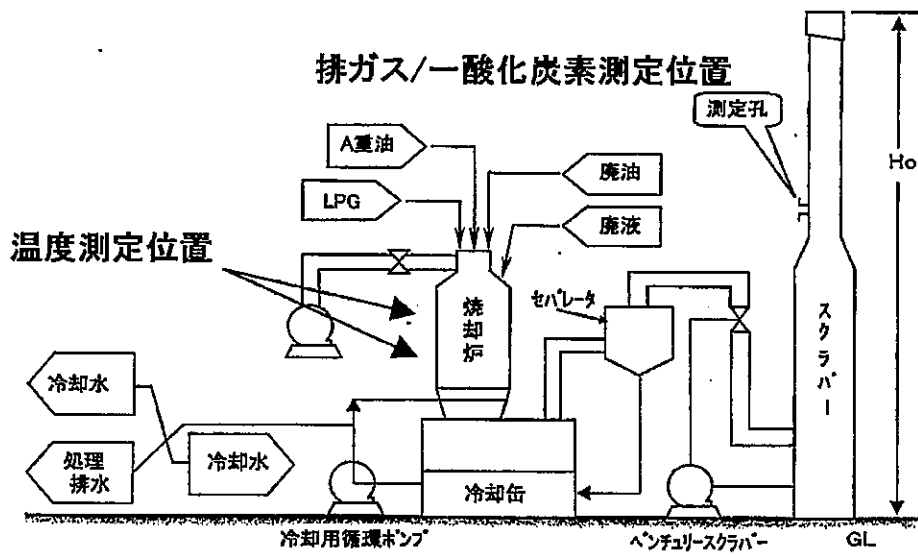 排ガス/一酸化炭素測定位置
測定孔
A重油
Ho
廃油
LPG
廃液
温度測定位置
セパレータ
焼却炉
スクラバー
冷却水
処理
排水
冷却水
冷却缶
冷却用循環ポンプ
ベンチュリースクラバー
GL